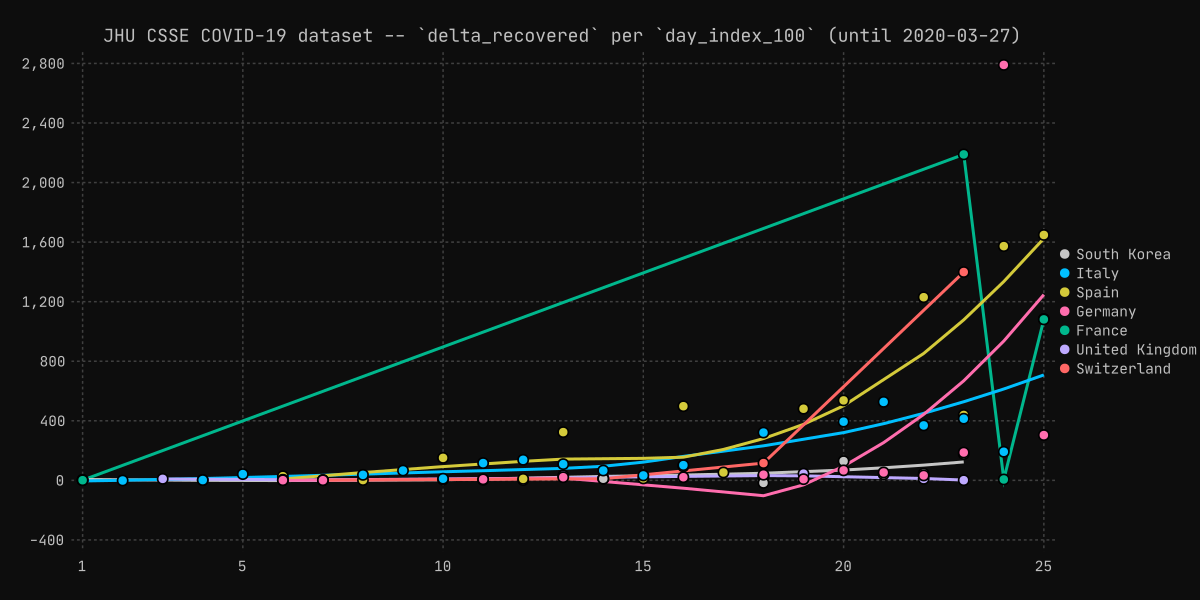 JHU CSSE COVID-19 dataset -- `delta_recovered` per `day_index_100` (until 2020-03-27)
2,800
2,400
2,000
1,600
1,200
800
400
0
−400
1 5 10 15 20 25
South Korea
Italy
Spain
Germany
France
United Kingdom
Switzerland